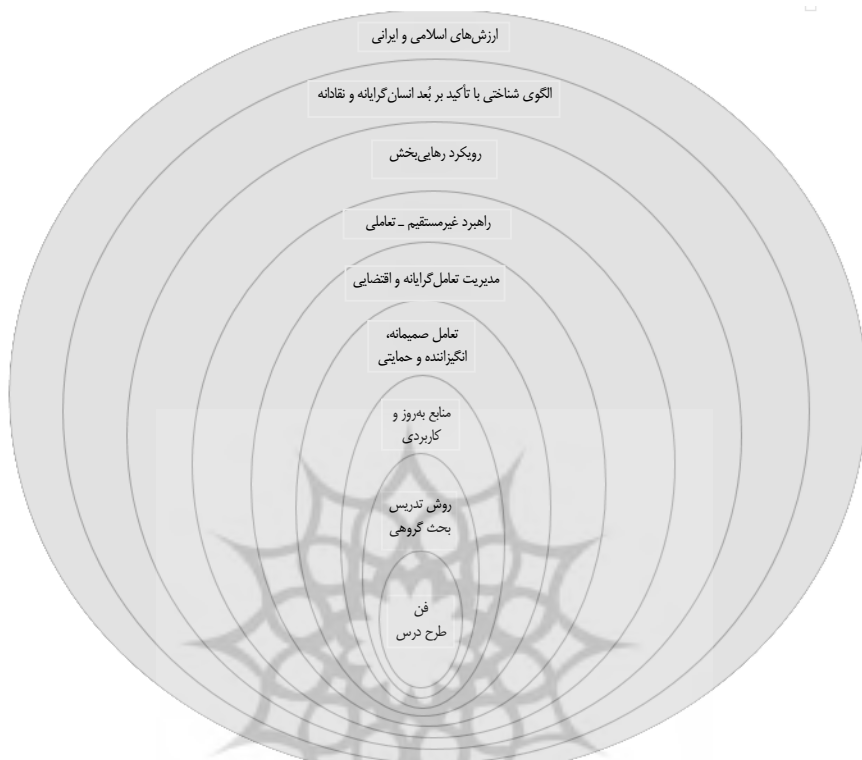 ارزش‌های اسلامی و ایرانی
الگوی شناختی با تأکید بر بُعد انسان‌گرایانه و نقادانه
رویکرد رهایی‌بخش
راهبرد غیرمستقیم ـ تعاملی
مدیریت تعامل‌گرایانه و اقتضایی
تعامل صمیمانه،
انگیزاننده و حمایتی
منابع به‌روز و
کاربردی
روش تدریس
بحث گروهی
فن
طرح درس